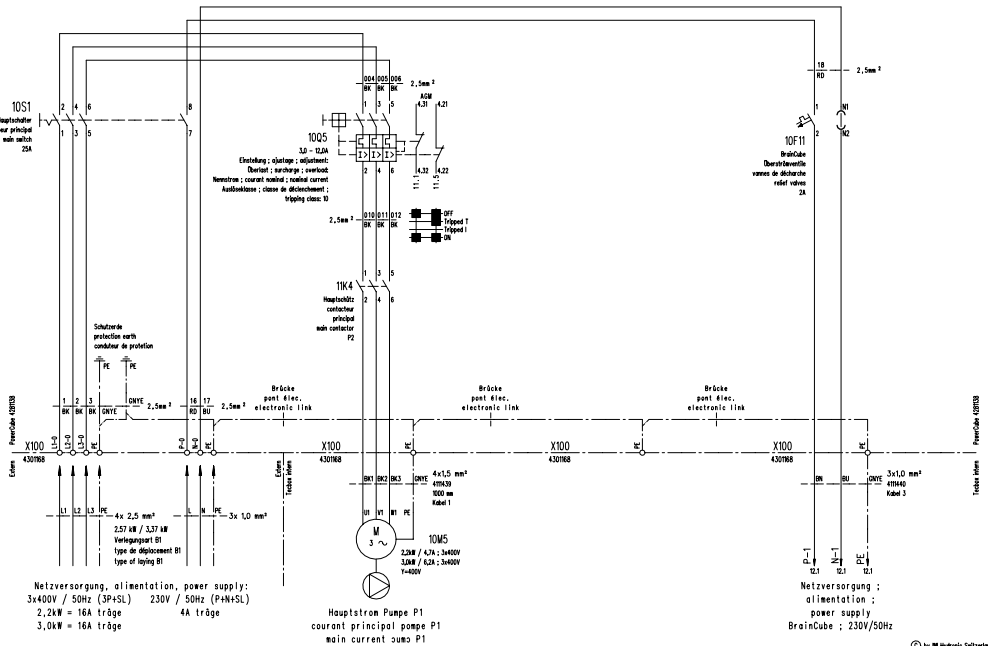 10S1
Hauptschalter
eur principal
main switch
25A
2 4 6
1 3 5
8
7
004 005 006
BK BK BK
2,5mm²
AGM
4.31 4.21
1 3 5
10Q5
3,0 - 12,0A
Einstellung ; ajustage ; adjustment:
Überlast ; surcharge ; overload:
Nennstrom ; courant nominal ; nominal current
Auslöseklasse ; classe de déclenchement ;
tripping class: 10
I> I> I>
2 4 6
4.32 4.22
11.1 11.5
2,5mm²
010 011 012
BK BK BK
OFF
Tripped T
Tripped I
ON
1 3 5
11K4
2 4 6
Hauptschütz
contacteur
principal
main contactor
P2
18
RD
2,5mm²
1
2
N1
N2
10F11
BrainCube
Überströmventile
vannes de décharche
relief valves
2A
Schutzerde
protection earth
conduteur de protetion
PE PE
1 2 3
BK BK BK GNYE
GNYE
2,5mm²
16 17
RD BU
2,5mm²
Brücke
pont élec.
electronic link
Brücke
pont élec.
electronic link
Brücke
pont élec.
electronic link
PowerCube 4281138
Extern
X100
4301168
L1-0 L2-0 L3-0 PE
P-0 N-0 PE
X100
4301168
PE
X100
4301168
X100
4301168
PE
PowerCube 4281138
Tecbox intern
Extern
Tecbox intern
L1 L2 L3 PE
4x 2,5 mm²
2.57 kW / 3,37 kW
Verlegungsart B1
type de déplacement B1
type of laying B1
L N PE
3x 1,0 mm²
BK1 BK2 BK3 GNYE
4x1,5 mm²
4111439
1000 mm
Kabel 1
U1 V1 W1 PE
M
3 ~
10M5
2,2kW / 4,7A ; 3x400V
3,0kW / 6,2A ; 3x400V
Y=400V
BN BU GNYE
3x1,0 mm²
4111440
Kabel 3
P-1 N-1 PE
12.1 12.1 12.1
Netzversorgung, alimentation, power supply:
3x400V / 50Hz (3P+SL) 230V / 50Hz (P+N+SL)
2,2kW = 16A träge 4A träge
3,0kW = 16A träge
Hauptstrom Pumpe P1
courant principal pompe P1
main current pump P1
Netzversorgung ;
alimentation ;
power supply
BrainCube ; 230V/50Hz